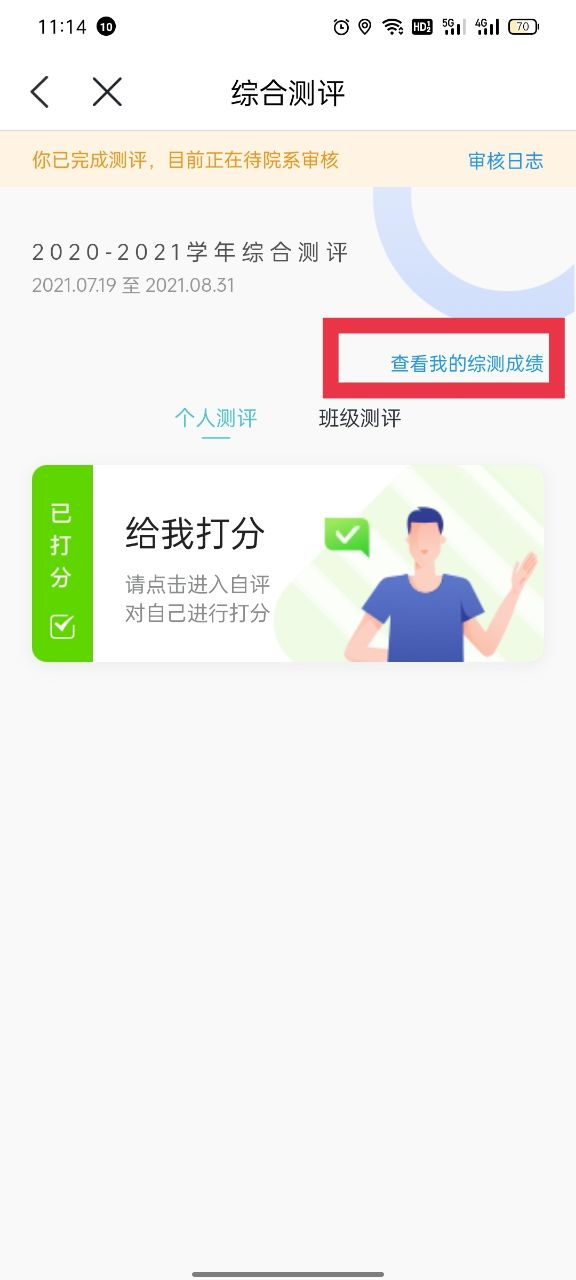 11:14 10 HD1 2 5G 4G 70
综合测评
你已完成测评，目前正在待院系审核 审核日志
2020-2021学年综合测评
2021.07.19 至 2021.08.31
查看我的综测成绩
个人测评 班级测评
已打分
给我打分
请点击进入自评
对自己进行打分